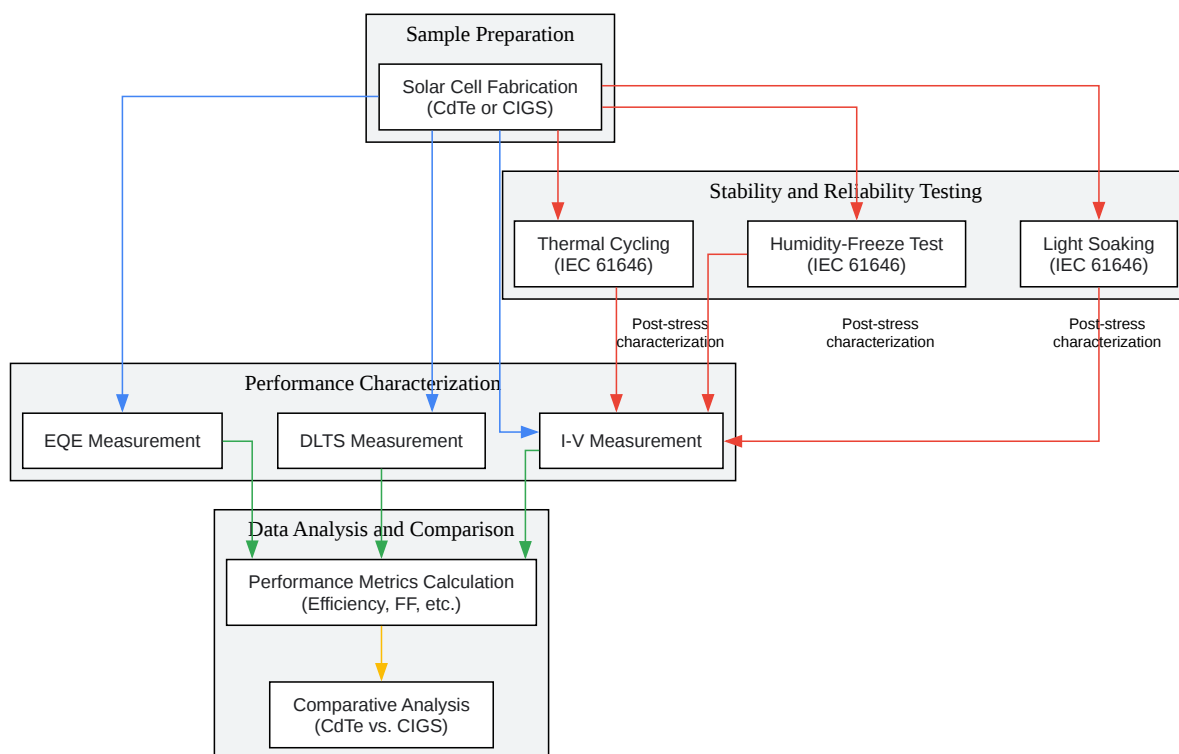 Sample Preparation
Solar Cell Fabrication
(CdTe or CIGS)
Stability and Reliability Testing
Thermal Cycling
(IEC 61646)
Humidity-Freeze Test
(IEC 61646)
Light Soaking
(IEC 61646)
Post-stress
characterization
Post-stress
characterization
Post-stress
characterization
Performance Characterization
EQE Measurement
DLTS Measurement
I-V Measurement
Data Analysis and Comparison
Performance Metrics Calculation
(Efficiency, FF, etc.)
Comparative Analysis
(CdTe vs. CIGS)